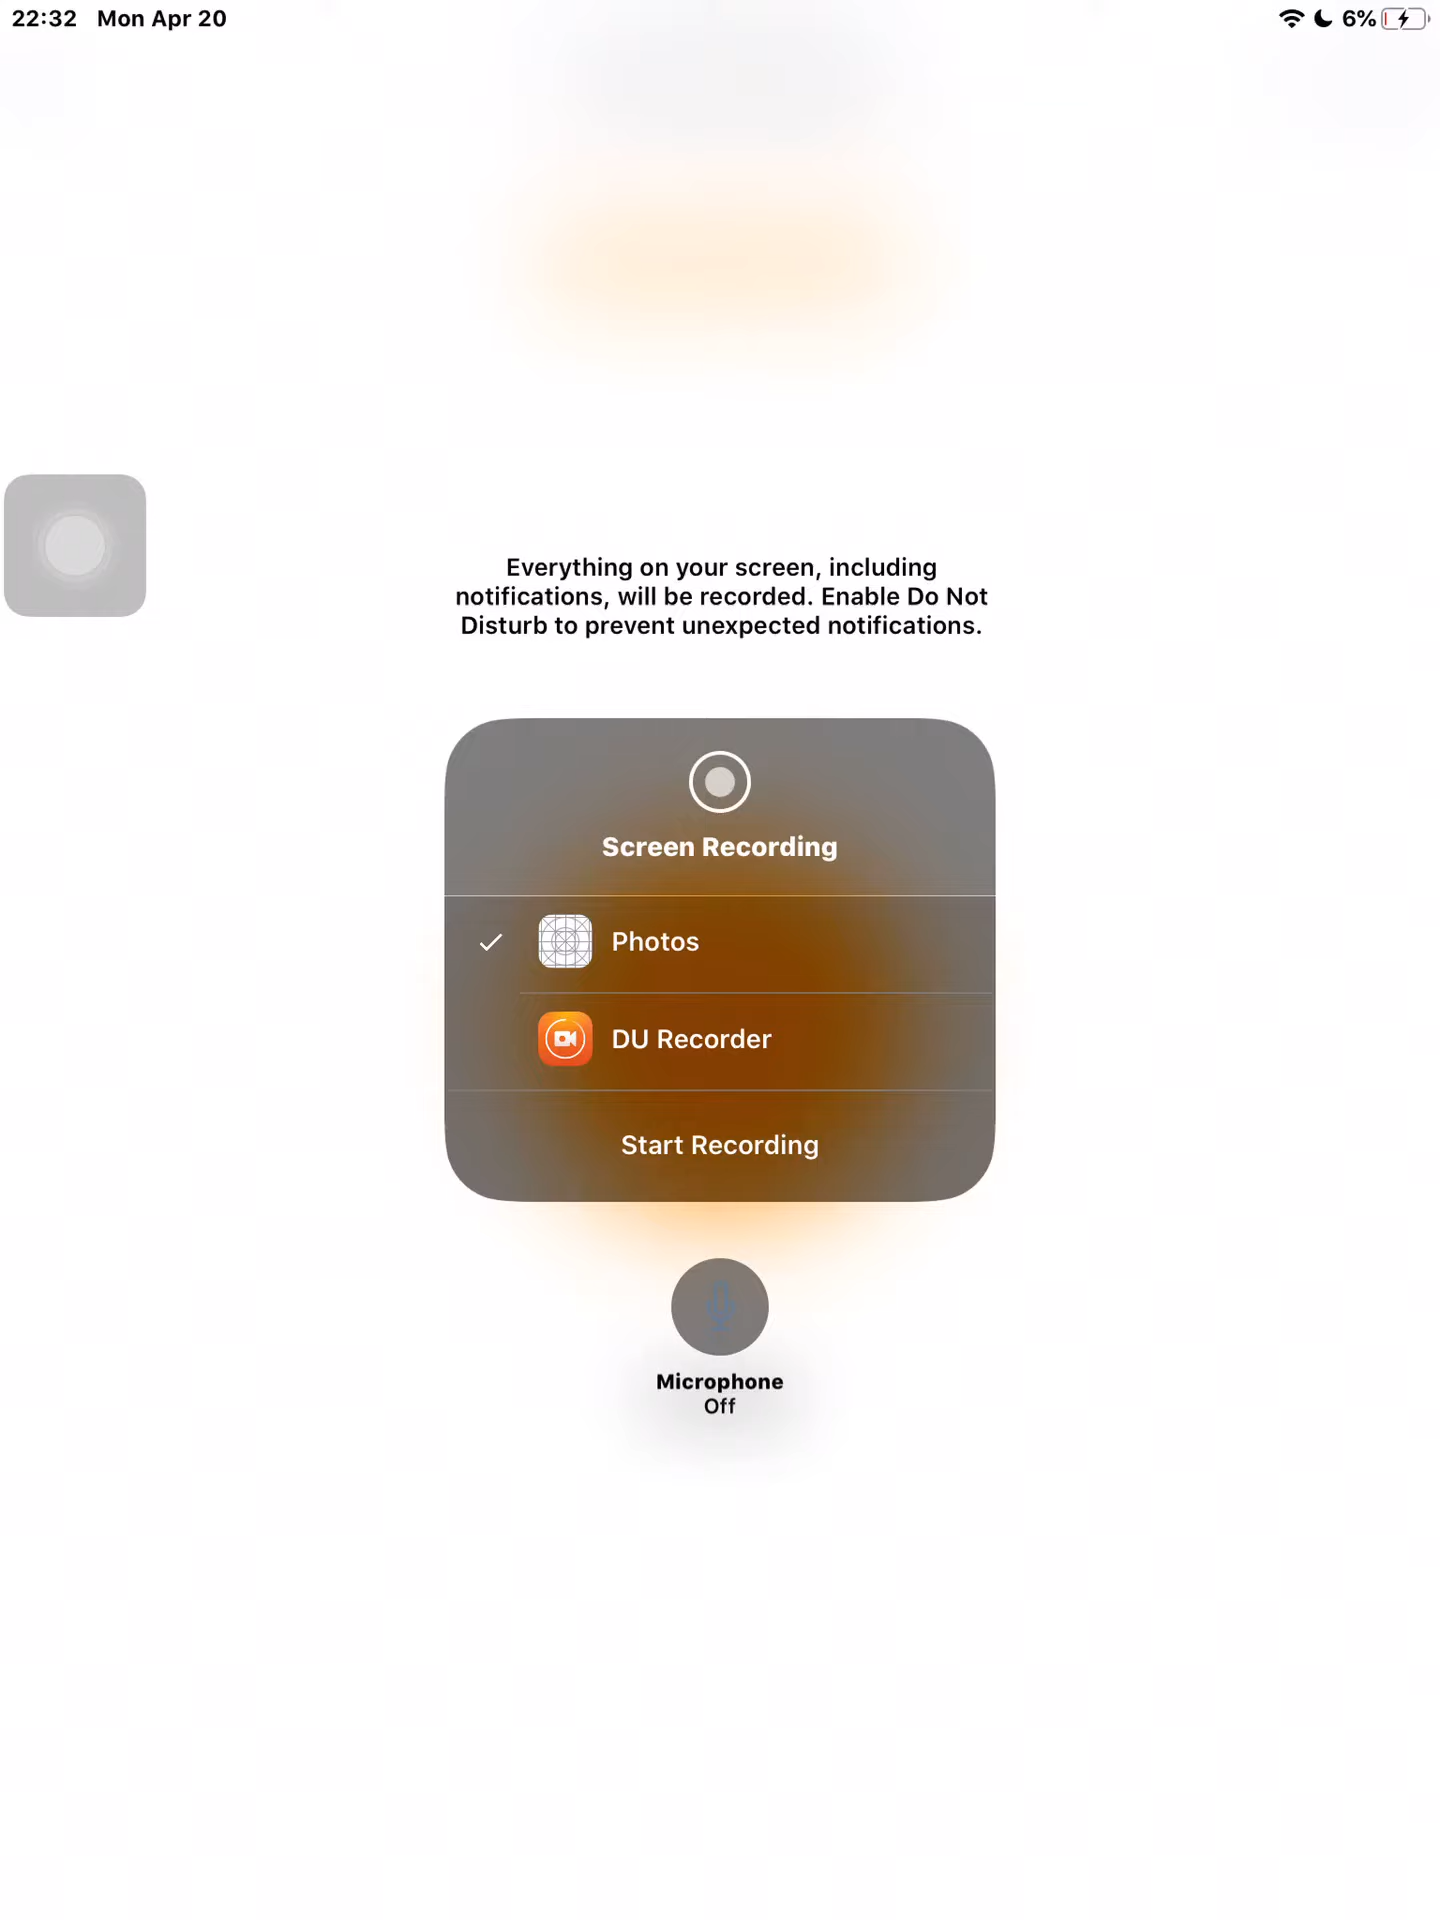 22:32 Mon Apr 20 6%
Everything on your screen, including
notifications, will be recorded. Enable Do Not
Disturb to prevent unexpected notifications.
Screen Recording
Photos
DU Recorder
Start Recording
Microphone
Off